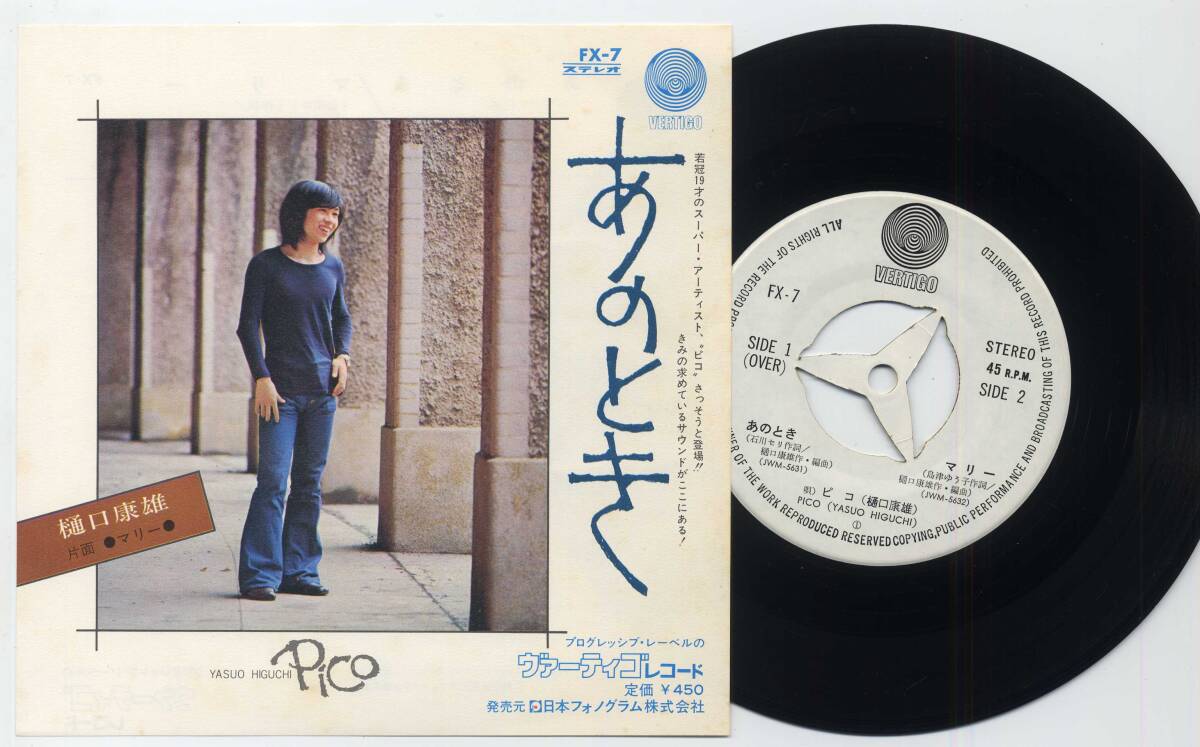 FX-7
ステレオ
VERTIGO
あのとき
若冠19才のスーパー・アーティスト、“ピコ”さっそうと登場!!
きみの求めているサウンドがここにある!
樋口康雄
片面 ●マリー●
YASUO HIGUCHI
Pico
プログレッシブ・レーベルの
ヴァーティゴレコード
定価 ¥450
発売元 日本フォノグラム株式会社
VERTIGO
FX-7
SIDE 1
(OVER)
STEREO
45 R.P.M.
SIDE 2
あのとき
(石川セリ作詞/
樋口康雄作・編曲)
(JWM-5631)
マリー
(島津ゆう子作詞/
樋口康雄作・編曲)
(JWM-5632)
唄) ピコ (樋口康雄)
PICO (YASUO HIGUCHI)
①
ALL RIGHTS OF THE RECORD PRO
NER OF THE WORK REPRODUCED RESERVED COPYING, PUBLIC PERFORMANCE AND BROADCASTING OF THIS RECORD PROHIBITED